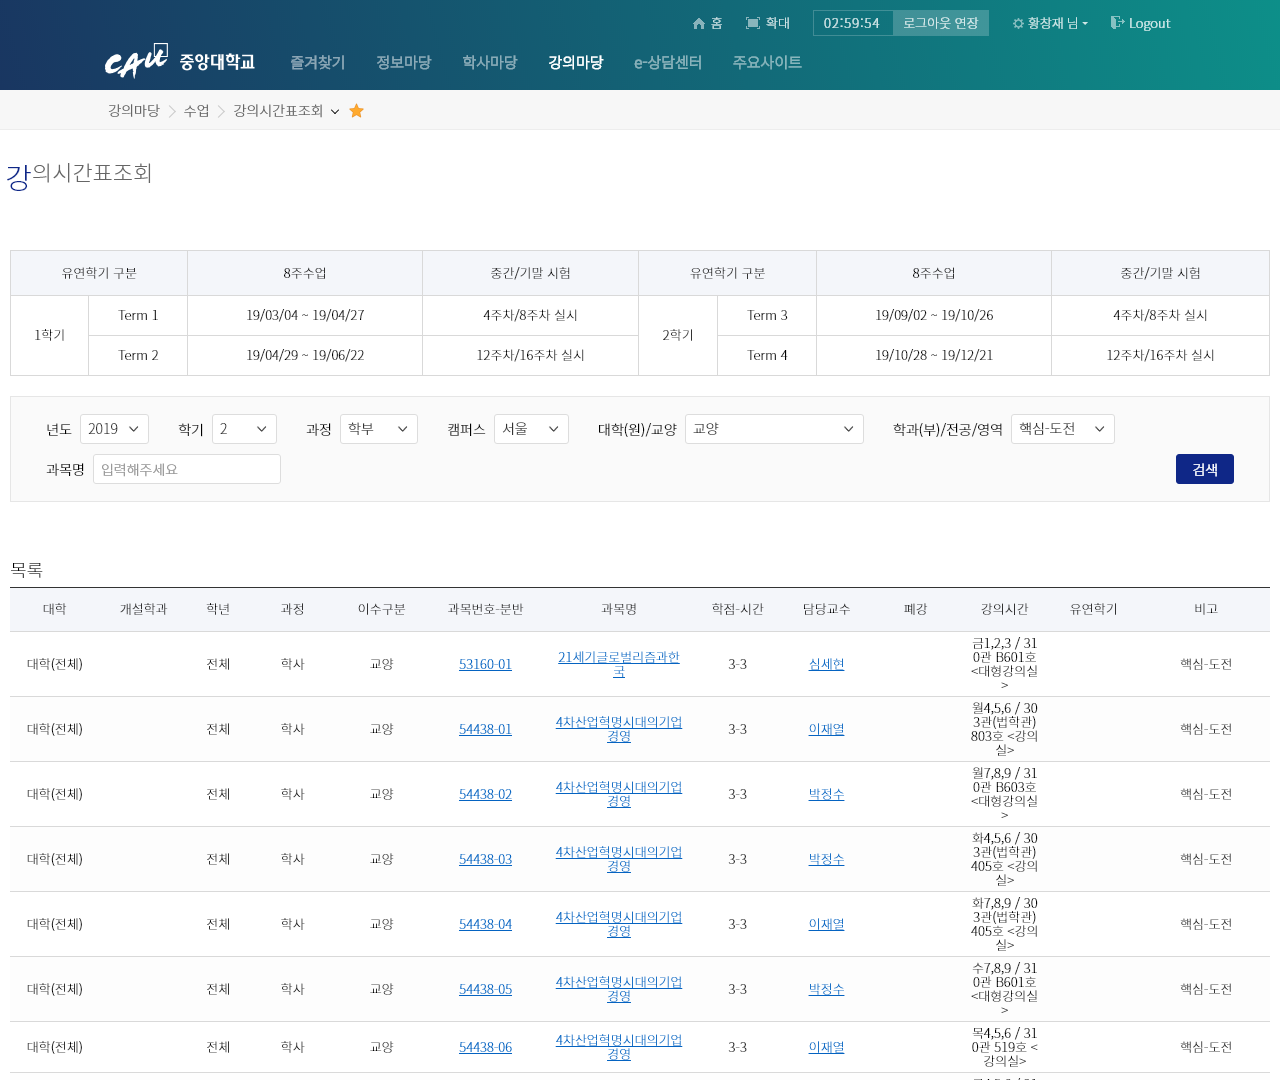 홈 확대 02:59:54 로그아웃 연장 황창재 님 Logout
CAU 중앙대학교 즐겨찾기 정보마당 학사마당 강의마당 e-상담센터 주요사이트
강의마당 수업 강의시간표조회
강의시간표조회
유연학기 구분 8주수업 중간/기말 시험 유연학기 구분 8주수업 중간/기말 시험
1학기 Term 1 19/03/04 ~ 19/04/27 4주차/8주차 실시 2학기 Term 3 19/09/02 ~ 19/10/26 4주차/8주차 실시
Term 2 19/04/29 ~ 19/06/22 12주차/16주차 실시 Term 4 19/10/28 ~ 19/12/21 12주차/16주차 실시
년도 2019 학기 2 과정 학부 캠퍼스 서울 대학(원)/교양 교양 학과(부)/전공/영역 핵심-도전
과목명 입력해주세요 검색
목록
대학 개설학과 학년 과정 이수구분 과목번호-분반 과목명 학점-시간 담당교수 폐강 강의시간 유연학기 비고
대학(전체) 전체 학사 교양 53160-01 21세기글로벌리즘과한
국 3-3 심세현 금1,2,3 / 31
0관 B601호
<대형강의실
> 핵심-도전
대학(전체) 전체 학사 교양 54438-01 4차산업혁명시대의기업
경영 3-3 이재열 월4,5,6 / 30
3관(법학관)
803호 <강의
실> 핵심-도전
대학(전체) 전체 학사 교양 54438-02 4차산업혁명시대의기업
경영 3-3 박정수 월7,8,9 / 31
0관 B603호
<대형강의실
> 핵심-도전
대학(전체) 전체 학사 교양 54438-03 4차산업혁명시대의기업
경영 3-3 박정수 화4,5,6 / 30
3관(법학관)
405호 <강의
실> 핵심-도전
대학(전체) 전체 학사 교양 54438-04 4차산업혁명시대의기업
경영 3-3 이재열 화7,8,9 / 30
3관(법학관)
405호 <강의
실> 핵심-도전
대학(전체) 전체 학사 교양 54438-05 4차산업혁명시대의기업
경영 3-3 박정수 수7,8,9 / 31
0관 B601호
<대형강의실
> 핵심-도전
대학(전체) 전체 학사 교양 54438-06 4차산업혁명시대의기업
경영 3-3 이재열 목4,5,6 / 31
0관 519호 <
강의실> 핵심-도전